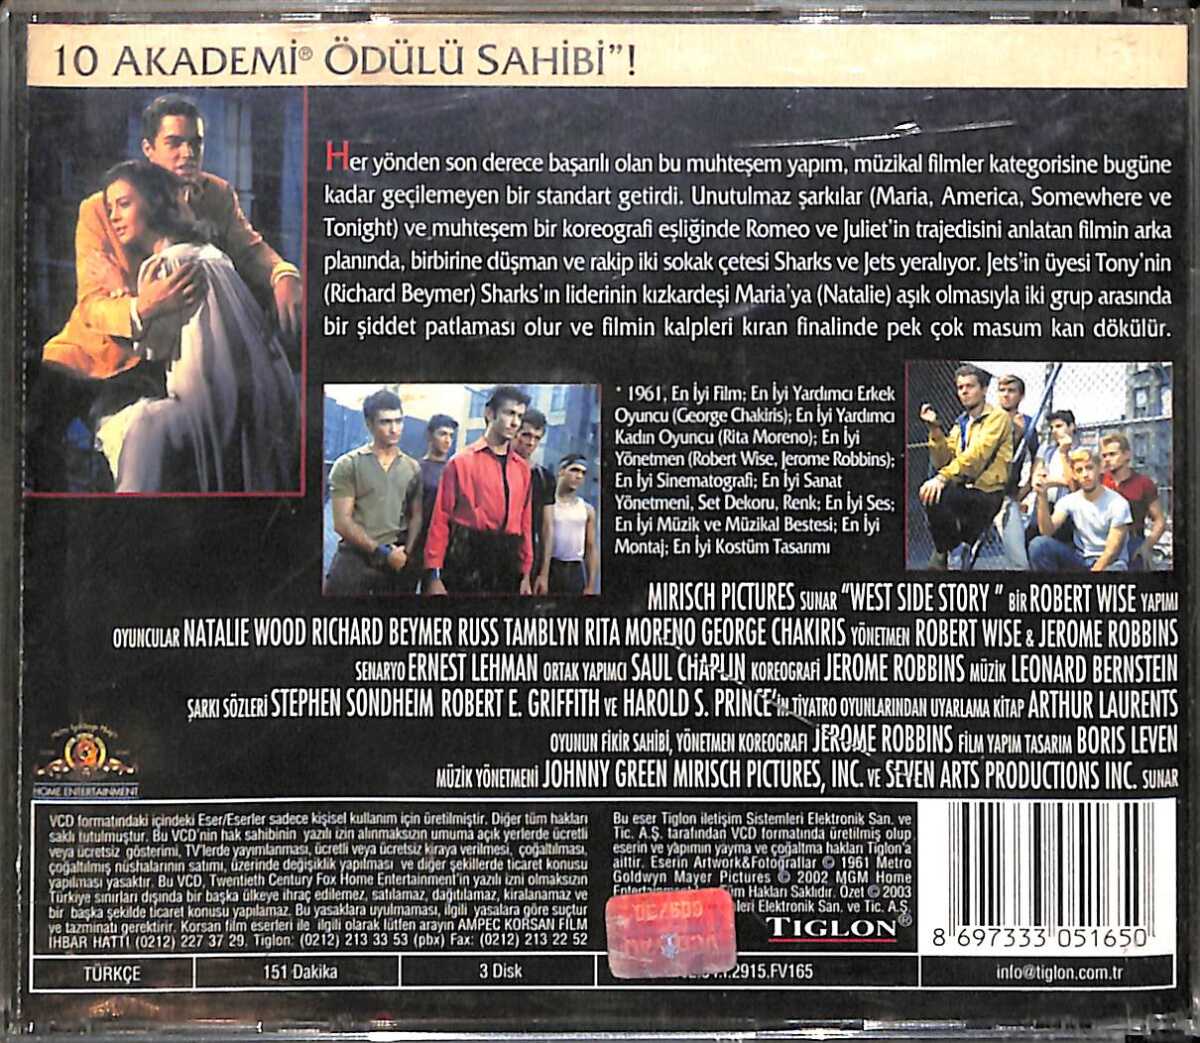 10 AKADEMİ® ÖDÜLÜ SAHİBİ"!
Her yönden son derece başarılı olan bu muhteşem yapım, müzikal filmler kategorisine bugüne
kadar geçilemeyen bir standart getirdi. Unutulmaz şarkılar (Maria, America, Somewhere ve
Tonight) ve muhteşem bir koreografi eşliğinde Romeo ve Juliet'in trajedisini anlatan filmin arka
planında, birbirine düşman ve rakip iki sokak çetesi Sharks ve Jets yeralıyor. Jets'in üyesi Tony'nin
(Richard Beymer) Sharks'ın liderinin kızkardeşi Maria'ya (Natalie) aşık olmasıyla iki grup arasında
bir şiddet patlaması olur ve filmin kalpleri kıran finalinde pek çok masum kan dökülür.
* 1961, En İyi Film; En İyi Yardımcı Erkek
Oyuncu (George Chakiris); En İyi Yardımcı
Kadın Oyuncu (Rita Moreno); En İyi
Yönetmen (Robert Wise, Jerome Robbins);
En İyi Sinematografi; En İyi Sanat
Yönetmeni, Set Dekoru, Renk; En İyi Ses;
En İyi Müzik ve Müzikal Bestesi; En İyi
Montaj; En İyi Kostüm Tasarımı
MIRISCH PICTURES SUNAR "WEST SIDE STORY " BİR ROBERT WISE YAPIMI
OYUNCULAR NATALIE WOOD RICHARD BEYMER RUSS TAMBLYN RITA MORENO GEORGE CHAKIRIS YÖNETMEN ROBERT WISE & JEROME ROBBINS
SENARYO ERNEST LEHMAN ORTAK YAPIMCI SAUL CHAPLIN KOREOGRAFİ JEROME ROBBINS MÜZİK LEONARD BERNSTEIN
ŞARKI SÖZLERİ STEPHEN SONDHEIM ROBERT E. GRIFFITH VE HAROLD S. PRINCE'IN TİYATRO OYUNLARINDAN UYARLAMA KİTAP ARTHUR LAURENTS
OYUNUN FİKİR SAHİBİ, YÖNETMEN KOREOGRAFİ JEROME ROBBINS FİLM YAPIM TASARIM BORIS LEVEN
MÜZİK YÖNETMENİ JOHNNY GREEN MIRISCH PICTURES, INC. VE SEVEN ARTS PRODUCTIONS INC. SUNAR
HOME ENTERTAINMENT
VCD formatındaki içindeki Eser/Eserler sadece kişisel kullanım için üretilmiştir. Diğer tüm hakları
saklı tutulmuştur. Bu VCD'nin hak sahibinin yazılı izin alınmaksızın umuma açık yerlerde ücretli
veya ücretsiz gösterimi, TV'lerde yayımlanması, ücretli veya ücretsiz kiraya verilmesi, çoğaltılması,
çoğaltılmış nüshalarının satımı, üzerinde değişiklik yapılması ve diğer şekillerde ticaret konusu
yapılması yasaktır. Bu VCD, Twentieth Century Fox Home Entertainment'in yazılı izni olmaksızın
Türkiye sınırları dışında bir başka ülkeye ihraç edilemez, satılamaz, dağıtılamaz, kiralanamaz ve
bir başka şekilde ticaret konusu yapılamaz. Bu yasaklara uyulmaması, ilgili yasalara göre suçtur
ve tazminatı gerektirir. Korsan film eserleri ile ilgili olarak lütfen arayın AMPEC KORSAN FİLM
İHBAR HATTI (0212) 227 37 29. Tiglon: (0212) 213 33 53 (pbx) Fax: (0212) 213 22 52
Bu eser Tiglon iletişim Sistemleri Elektronik San. ve
Tic. A.Ş. tarafından VCD formatında üretilmiş olup
eserin ve yapımın yayma ve çoğaltma hakları Tiglon'a
aittir. Eserin Artwork&Fotoğraflar © 1961 Metro
Goldwyn Mayer Pictures © 2002 MGM Home
Hakları Saklıdır. Özet © 2003
Elektronik San. ve Tic. A.Ş.
TIGLON®
8 697333 051650
TÜRKÇE 151 Dakika 3 Disk 2915.FV165 info@tiglon.com.tr